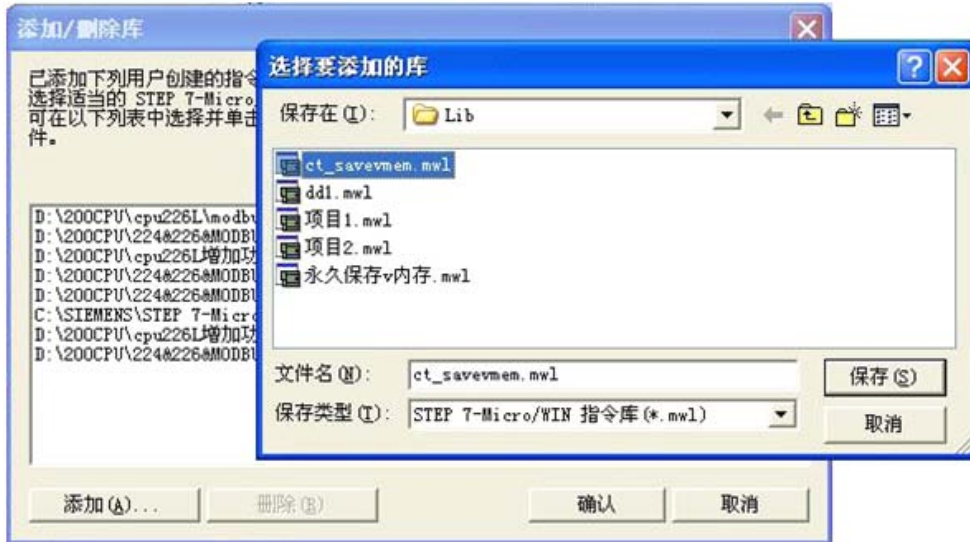 添加/删除库
已添加下列用户创建的指令
选择适当的 STEP 7-Micro
可在以下列表中选择并单击
件。
D:\200CPU\cpu226L\modbu
D:\200CPU\224&226&MODBU
D:\200CPU\cpu226L增加功
D:\200CPU\224&226&MODBU
D:\200CPU\224&226&MODBU
C:\SIEMENS\STEP 7-Micro
D:\200CPU\cpu226L增加功
D:\200CPU\224&226&MODBU
添加(A)...
删除(R)
确认
取消
选择要添加的库
保存在(I):
Lib
ct_savevmem.mwl
dd1.mwl
项目1.mwl
项目2.mwl
永久保存v内存.mwl
文件名(N):
ct_savevmem.mwl
保存(S)
保存类型(T):
STEP 7-Micro/WIN 指令库(*.mwl)
取消